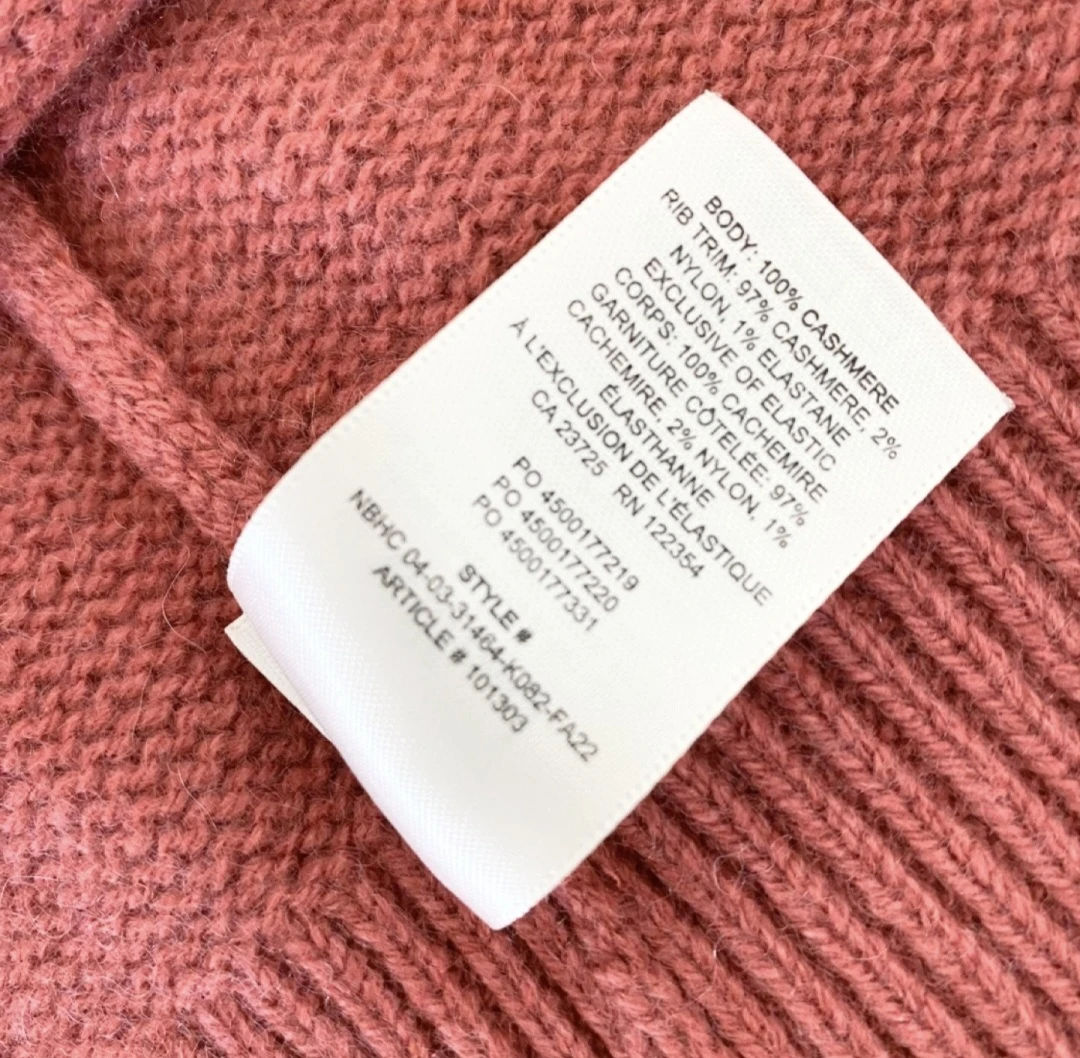 BODY: 100% CASHMERE
RIB TRIM: 97% CASHMERE, 2%
NYLON, 1% ELASTANE
EXCLUSIVE OF ELASTIC
CORPS: 100% CACHEMIRE
GARNITURE CÔTELÉE: 97%
CACHEMIRE, 2% NYLON, 1%
ÉLASTHANNE
À L'EXCLUSION DE L'ÉLASTIQUE
CA 23725 RN 122354
PO 4500177219
PO 4500177220
PO 4500177331
STYLE #
NBHC 04-03-31464-K082-FA22
ARTICLE # 101303